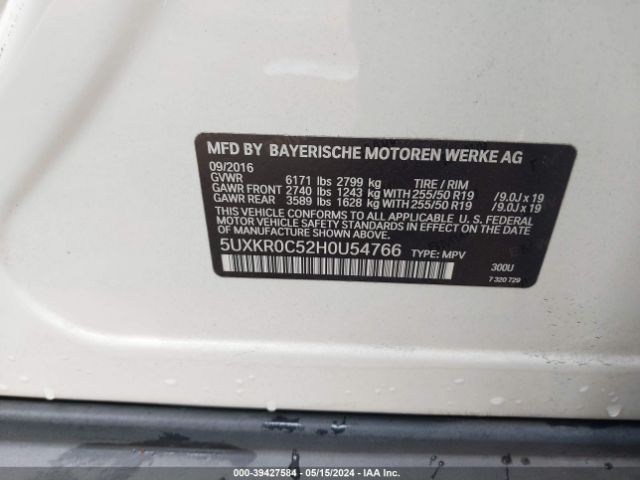 MFD BY BAYERISCHE MOTOREN WERKE AG
09/2016
GVWR 6171 lbs 2799 kg TIRE / RIM
GAWR FRONT 2740 lbs 1243 kg WITH 255/50 R19 /9.0J x 19
GAWR REAR 3589 lbs 1628 kg WITH 255/50 R19 /9.0J x 19
THIS VEHICLE CONFORMS TO ALL APPLICABLE U. S. FEDERAL
MOTOR VEHICLE SAFETY STANDARDS IN EFFECT ON THE
DATE OF MANUFACTURE SHOWN ABOVE.
5UXKR0C52H0U54766 TYPE: MPV
300U
7 320 729
000-39427584 - 05/15/2024 - IAA Inc.